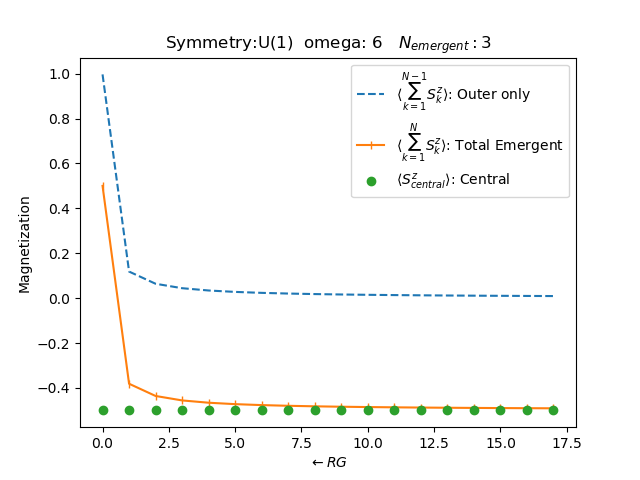 Symmetry:U(1)  omega: 6   N_emergent : 3
⟨∑_{k=1}^{N−1} S_k^z⟩: Outer only
⟨∑_{k=1}^{N} S_k^z⟩: Total Emergent
⟨S_{central}^z⟩: Central
Magnetization
1.0
0.8
0.6
0.4
0.2
0.0
−0.2
−0.4
0.0 2.5 5.0 7.5 10.0 12.5 15.0 17.5
← RG